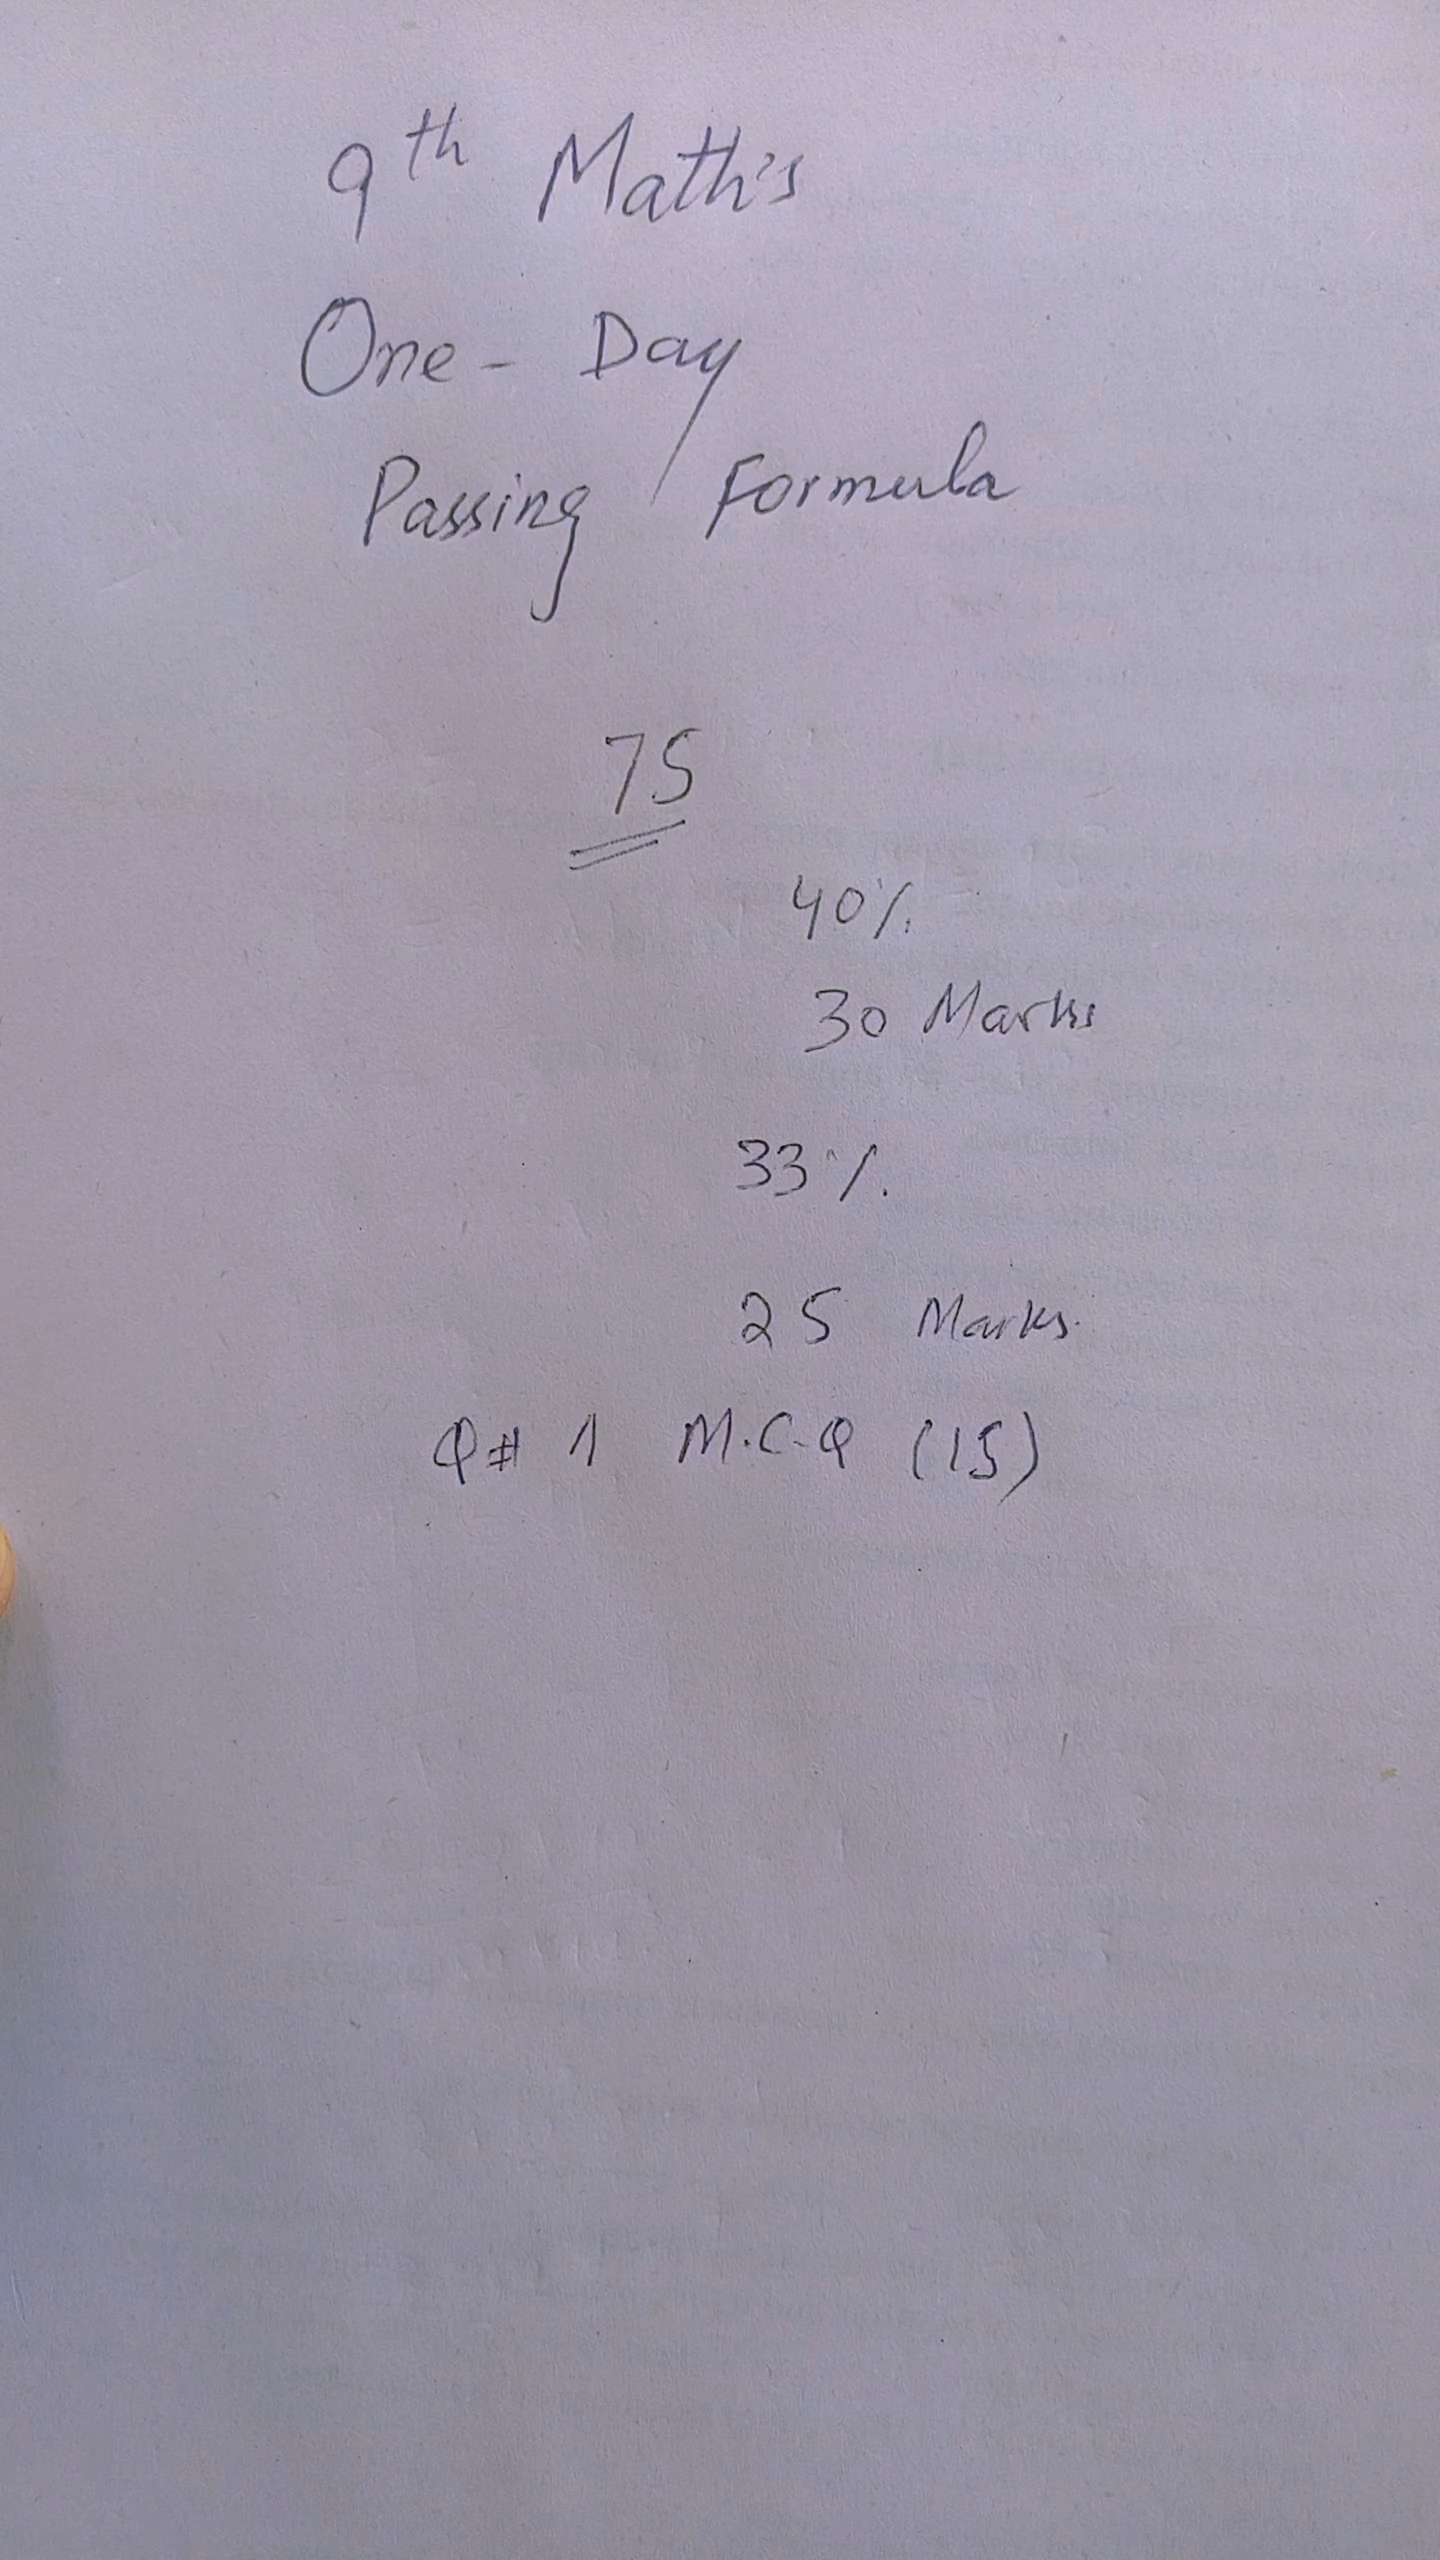 9th Math's
One - Day
Passing Formula
75
40%
30 Marks
33%
25 Marks.
Q# 1 M.C.Q (15)